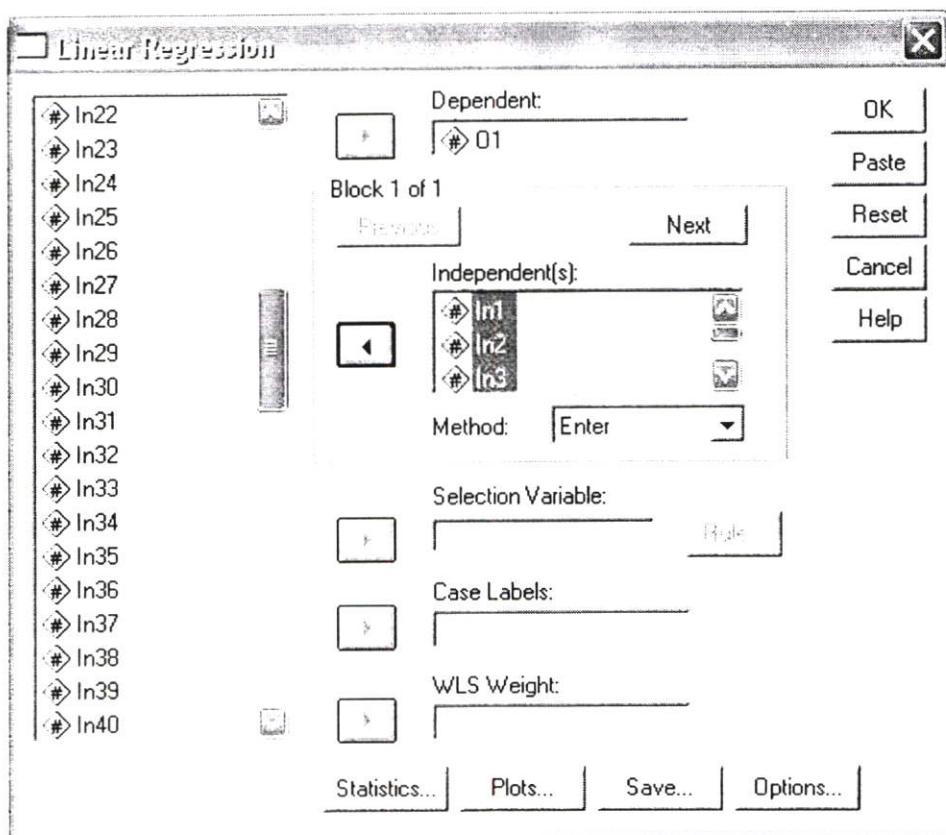 Linear Regression
In22
In23
In24
In25
In26
In27
In28
In29
In30
In31
In32
In33
In34
In35
In36
In37
In38
In39
In40
Dependent:
O1
Block 1 of 1
Previous
Next
Independent(s):
In1
In2
In3
Method:
Enter
Selection Variable:
Rule...
Case Labels:
WLS Weight:
Statistics...
Plots...
Save...
Options...
OK
Paste
Reset
Cancel
Help